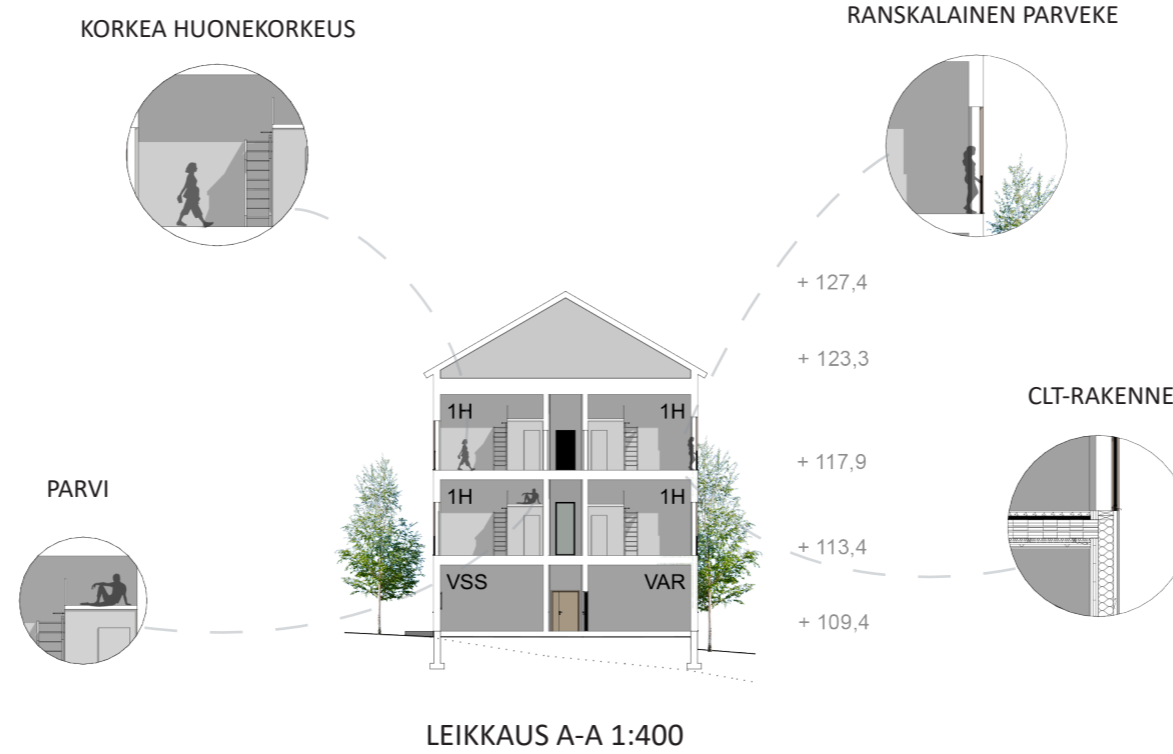 KORKEA HUONEKORKEUS
RANSKALAINEN PARVEKE
+ 127,4
+ 123,3
CLT-RAKENNE
1H
1H
+ 117,9
PARVI
1H
1H
+ 113,4
VSS
VAR
+ 109,4
LEIKKAUS A-A 1:400